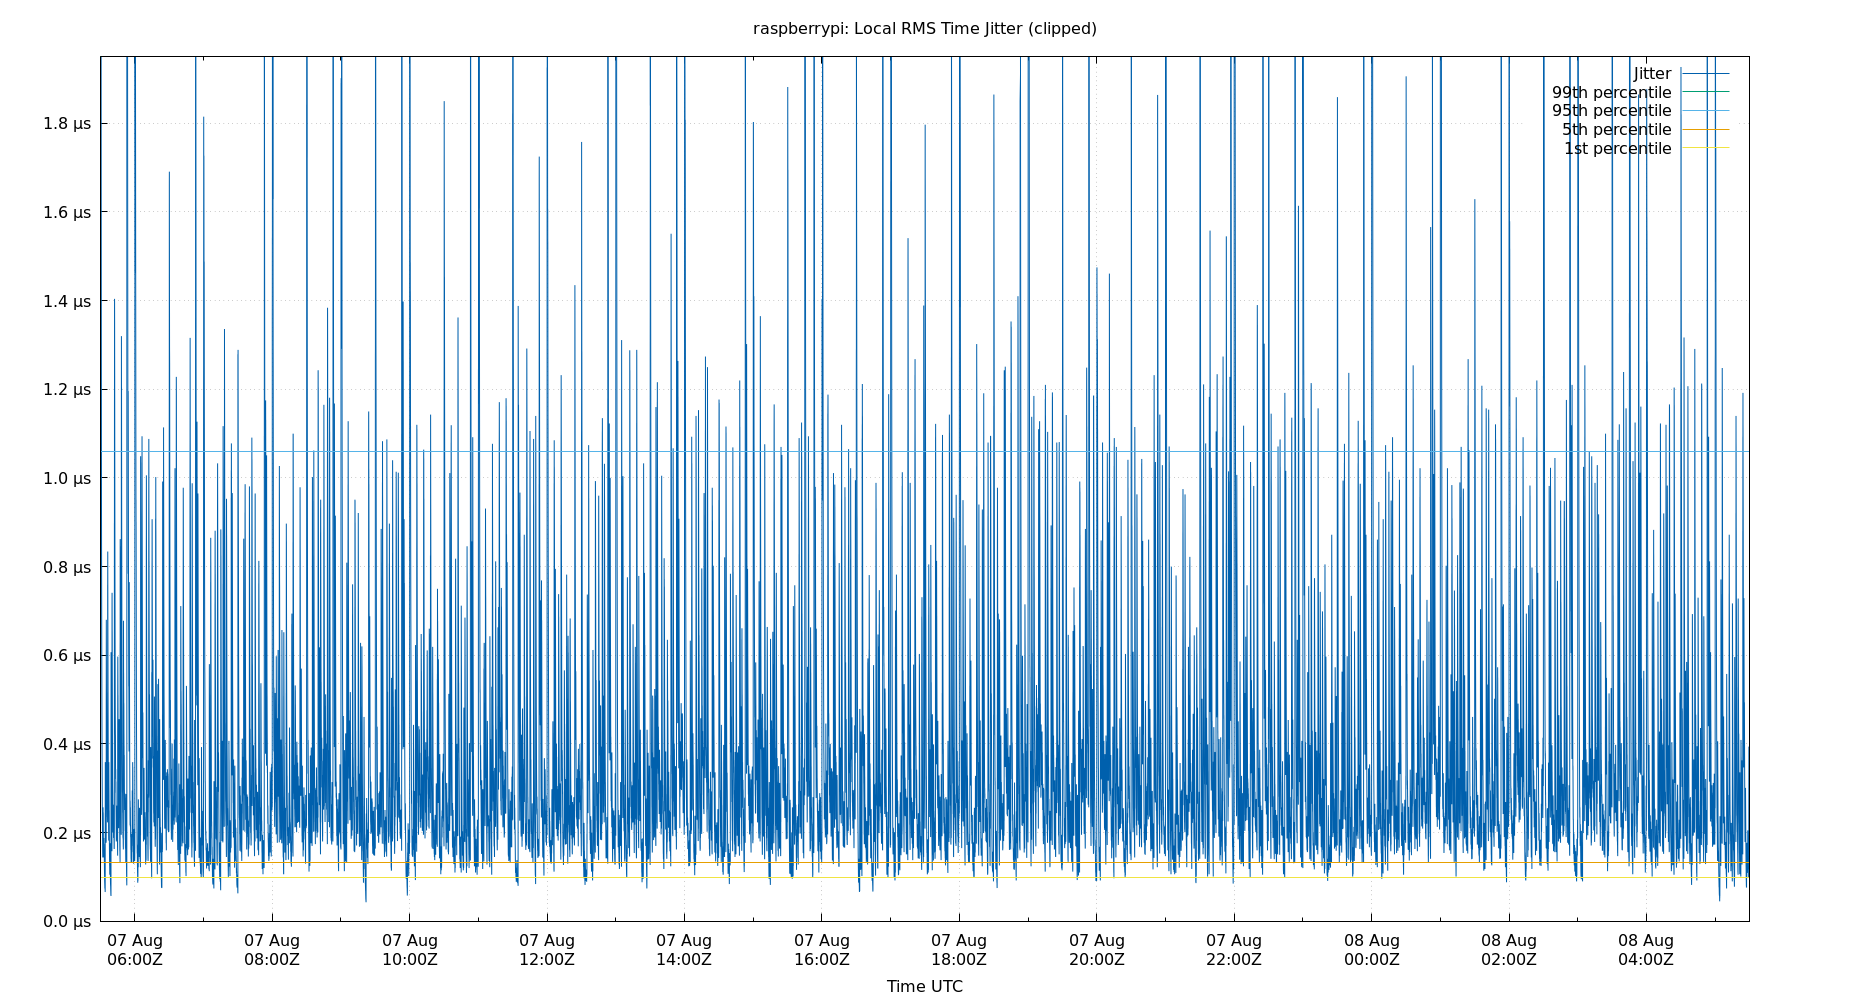 raspberrypi: Local RMS Time Jitter (clipped)
Jitter
99th percentile
95th percentile
5th percentile
1st percentile
1.8 µs
1.6 µs
1.4 µs
1.2 µs
1.0 µs
0.8 µs
0.6 µs
0.4 µs
0.2 µs
0.0 µs
07 Aug 07 Aug 07 Aug 07 Aug 07 Aug 07 Aug 07 Aug 07 Aug 07 Aug 08 Aug 08 Aug 08 Aug
06:00Z 08:00Z 10:00Z 12:00Z 14:00Z 16:00Z 18:00Z 20:00Z 22:00Z 00:00Z 02:00Z 04:00Z
Time UTC